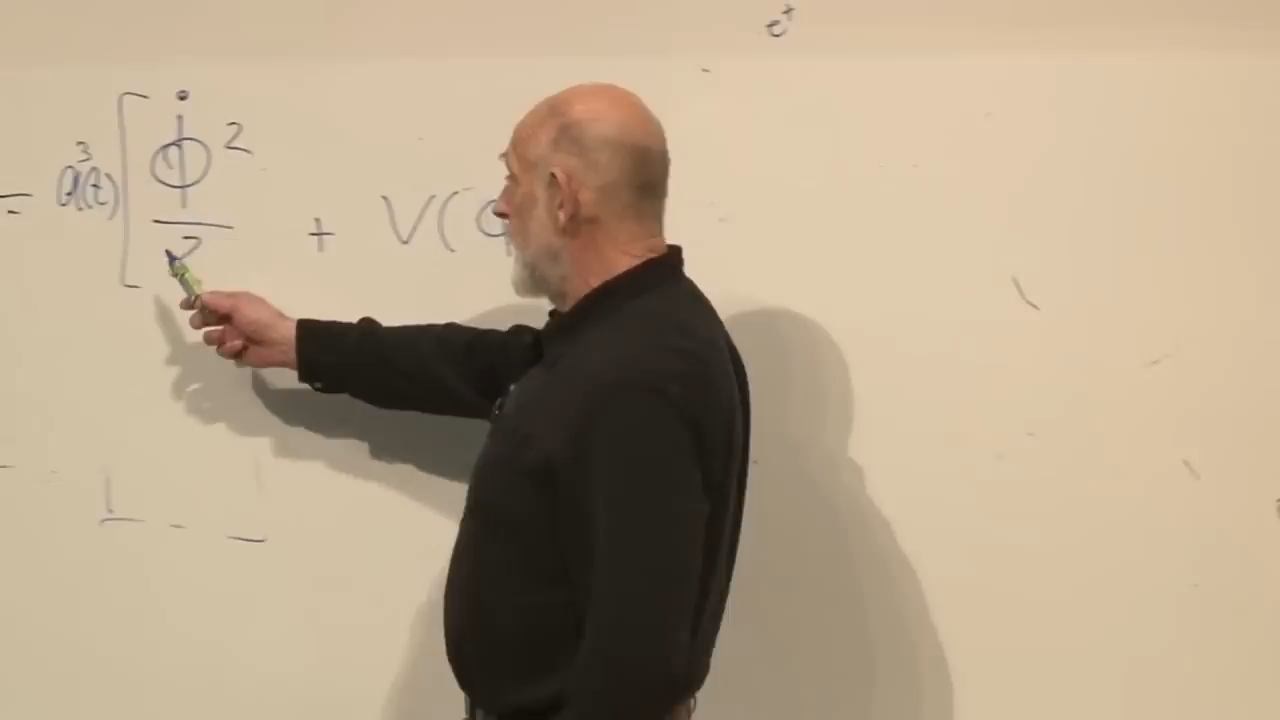 e⁺
= a³(t) [ φ̇²/2 + V(φ